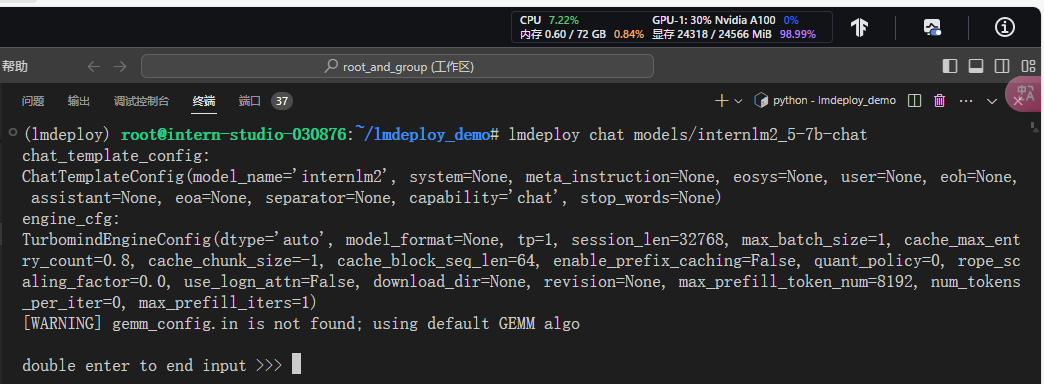 CPU 7.22% GPU-1: 30% Nvidia A100 0%
内存 0.60 / 72 GB 0.84% 显存 24318 / 24566 MiB 98.99%
帮助 root_and_group (工作区)
问题 输出 调试控制台 终端 端口 37 python - lmdeploy_demo
(lmdeploy) root@intern-studio-030876:~/lmdeploy_demo# lmdeploy chat models/internlm2_5-7b-chat
chat_template_config:
ChatTemplateConfig(model_name='internlm2', system=None, meta_instruction=None, eosys=None, user=None, eoh=None,
assistant=None, eoa=None, separator=None, capability='chat', stop_words=None)
engine_cfg:
TurbomindEngineConfig(dtype='auto', model_format=None, tp=1, session_len=32768, max_batch_size=1, cache_max_ent
ry_count=0.8, cache_chunk_size=-1, cache_block_seq_len=64, enable_prefix_caching=False, quant_policy=0, rope_sc
aling_factor=0.0, use_logn_attn=False, download_dir=None, revision=None, max_prefill_token_num=8192, num_tokens
_per_iter=0, max_prefill_iters=1)
[WARNING] gemm_config.in is not found; using default GEMM algo
double enter to end input >>>